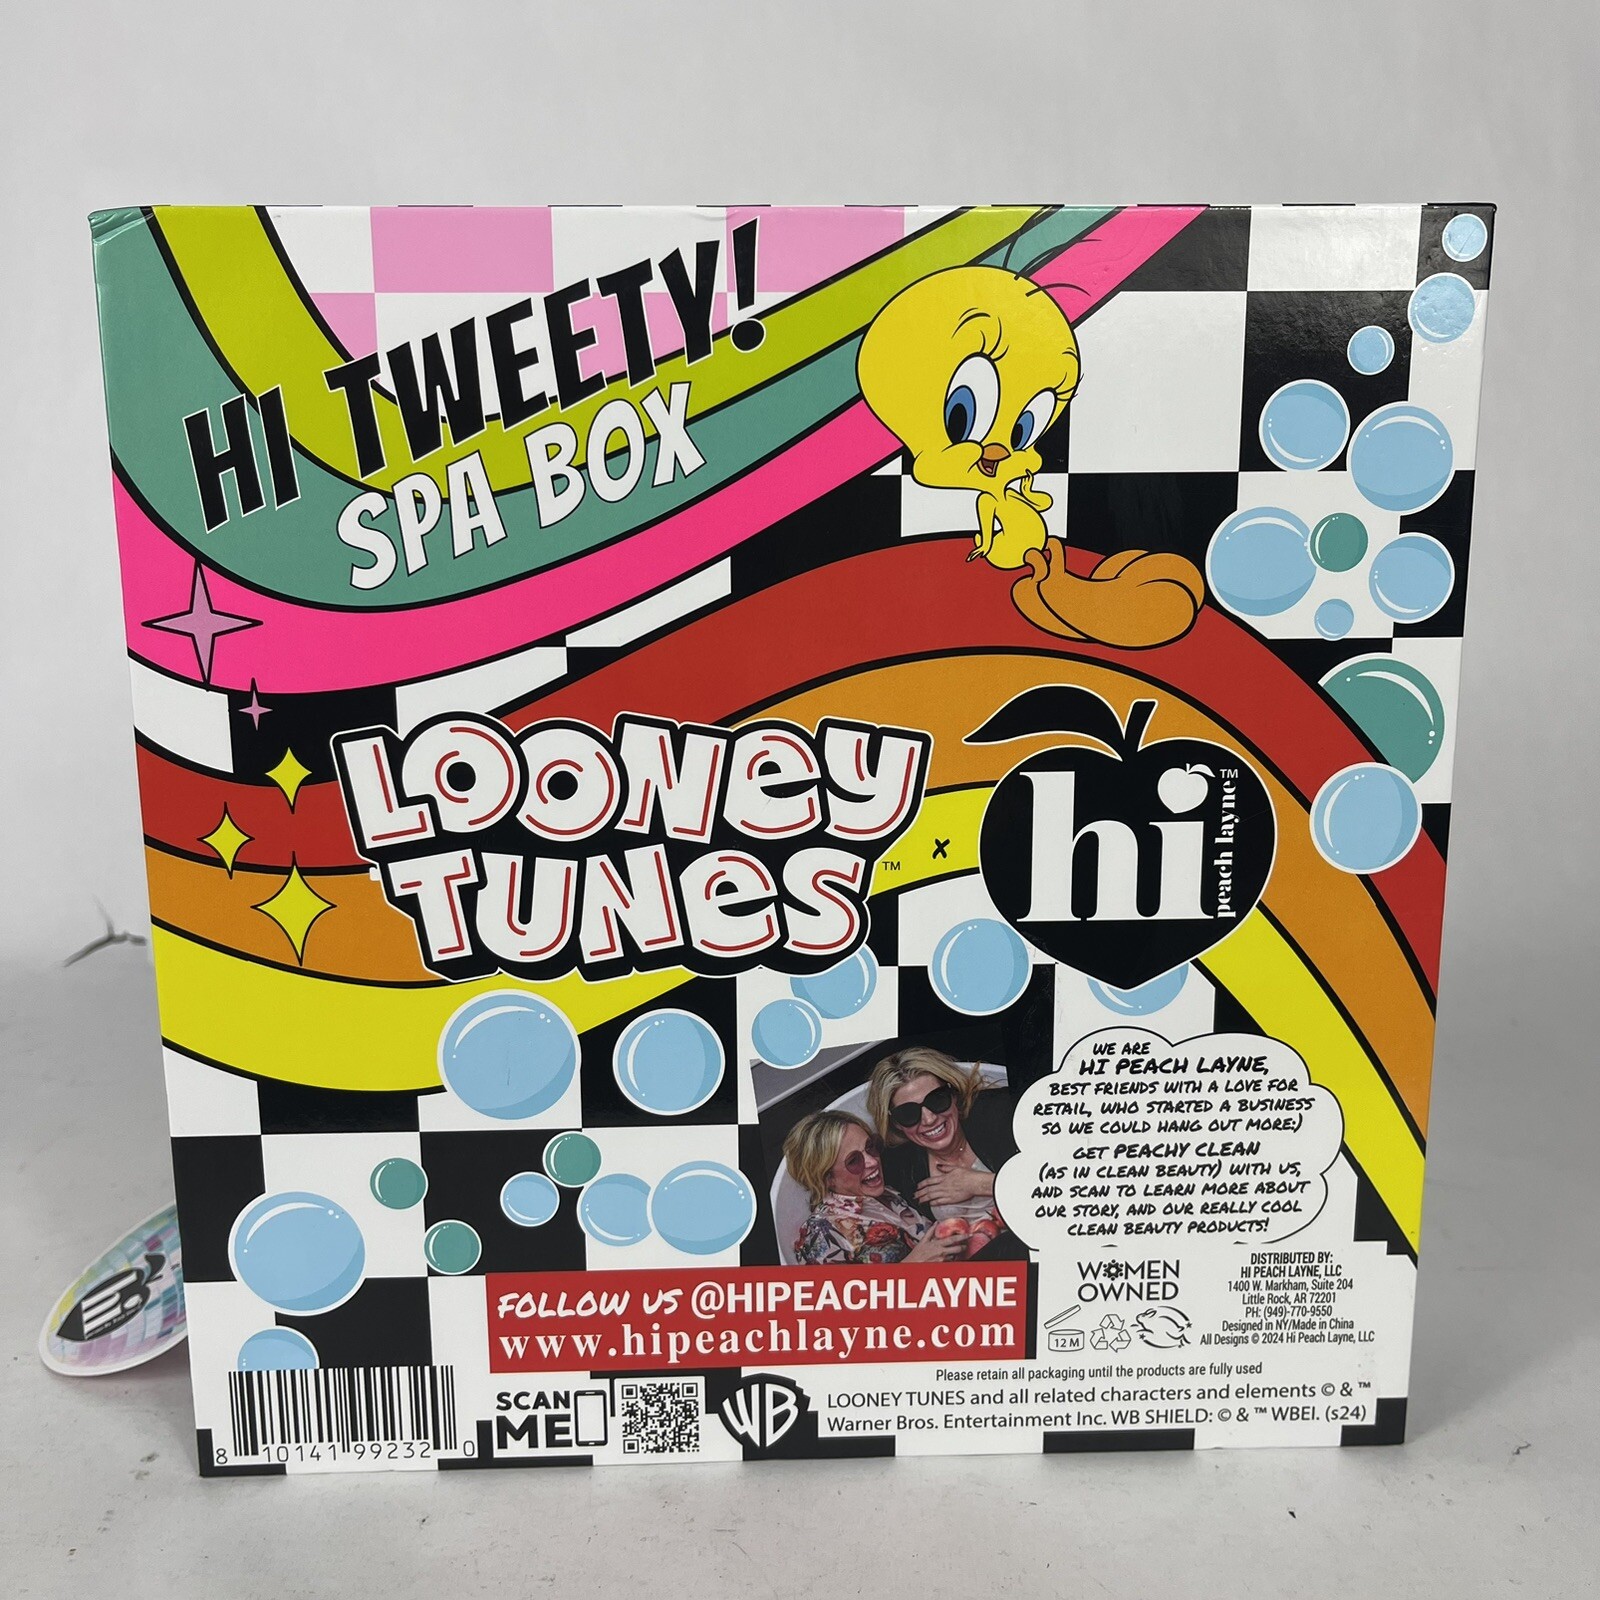 HI TWEETY!
SPA BOX
LOONEY
TUNES™
x
hi
peach layne™
WE ARE
HI PEACH LAYNE,
BEST FRIENDS WITH A LOVE FOR
RETAIL, WHO STARTED A BUSINESS
SO WE COULD HANG OUT MORE:)
GET PEACHY CLEAN
(AS IN CLEAN BEAUTY) WITH US,
AND SCAN TO LEARN MORE ABOUT
OUR STORY, AND OUR REALLY COOL
CLEAN BEAUTY PRODUCTS!
FOLLOW US @HIPEACHLAYNE
www.hipeachlayne.com
WOMEN
OWNED
12 M
DISTRIBUTED BY:
HI PEACH LAYNE, LLC
1400 W. Markham, Suite 204
Little Rock, AR 72201
PH: (949)-770-9550
Designed in NY/Made in China
All Designs © 2024 Hi Peach Layne, LLC
Please retain all packaging until the products are fully used
LOONEY TUNES and all related characters and elements © & ™
Warner Bros. Entertainment Inc. WB SHIELD: © & ™ WBEI. (s24)
SCAN
ME
WB
8 10141 99232 0
hi